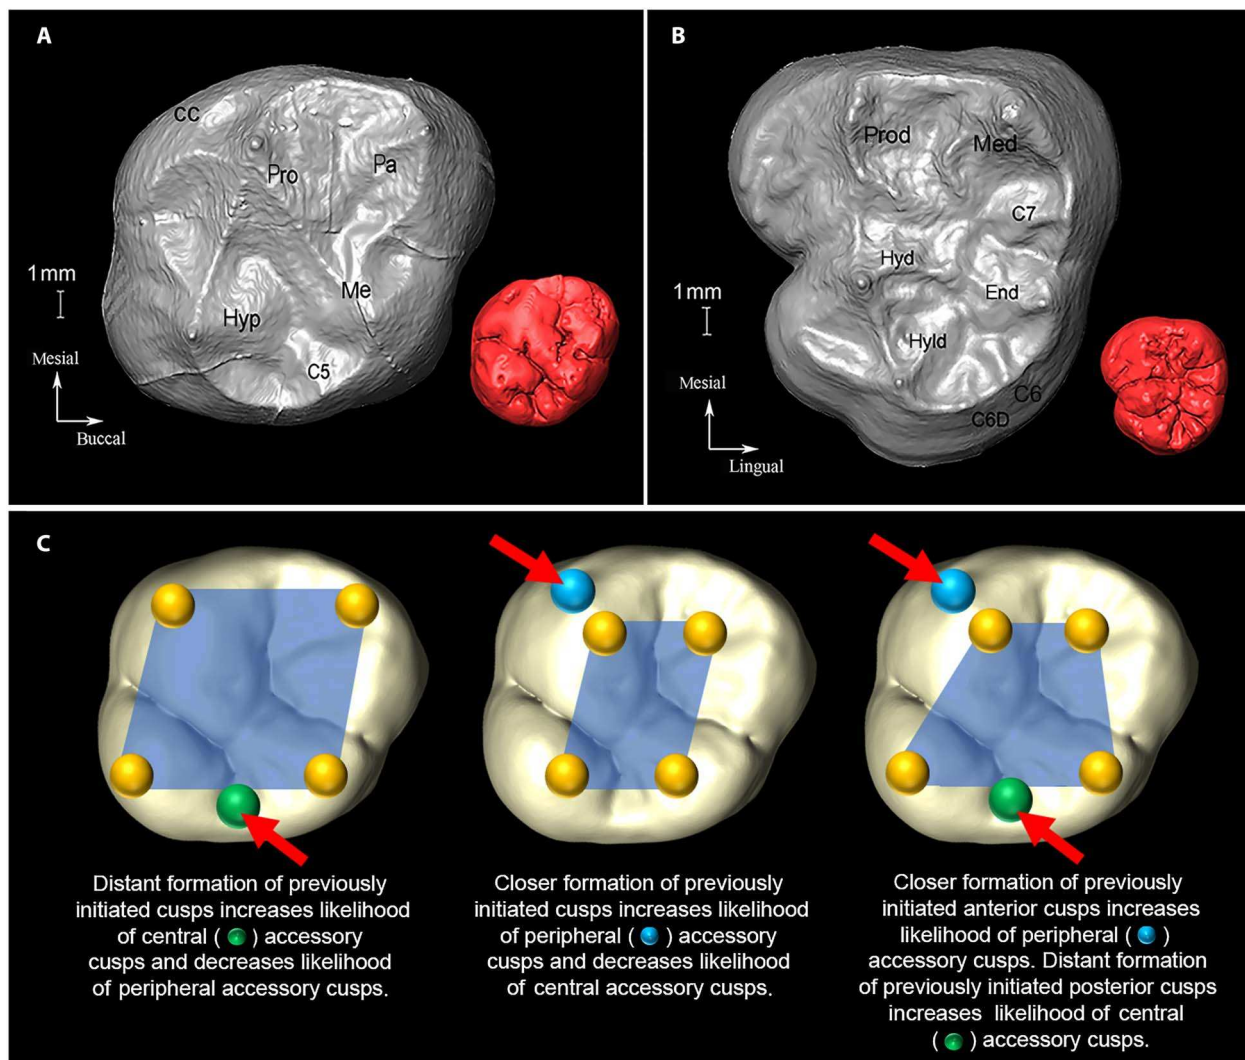 A
CC
Pro
Pa
1mm
Me
Hyp
Mesial
C5
Buccal
B
Prod
Med
C7
Hyd
End
1mm
Hyld
Mesial
C6
C6D
Lingual
C
Distant formation of previously
initiated cusps increases likelihood
of central ( ) accessory
cusps and decreases likelihood
of peripheral accessory cusps.
Closer formation of previously
initiated cusps increases likelihood
of peripheral ( ) accessory
cusps and decreases likelihood
of central accessory cusps.
Closer formation of previously
initiated anterior cusps increases
likelihood of peripheral ( )
accessory cusps. Distant formation
of previously initiated posterior cusps
increases likelihood of central
( ) accessory cusps.